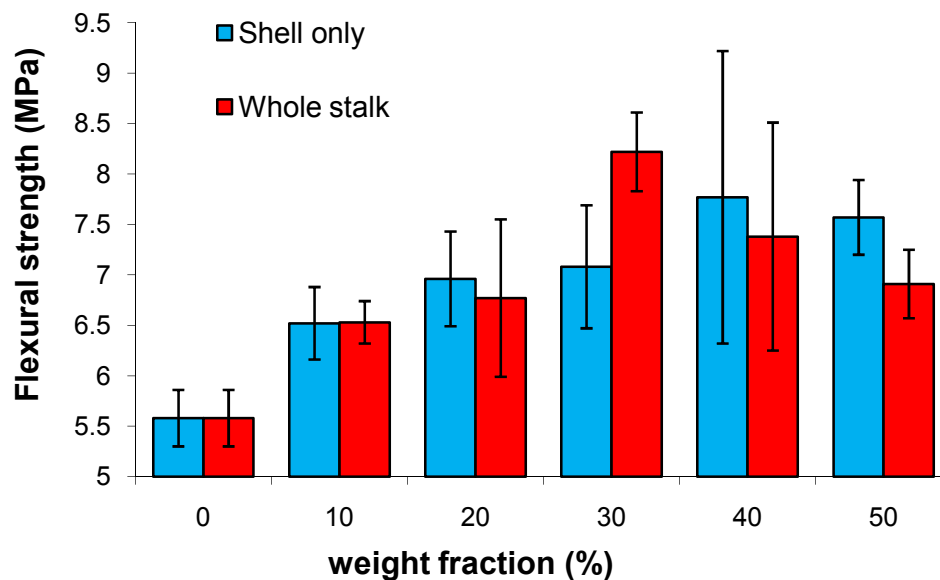 Flexural strength (MPa)
9.5
9
8.5
8
7.5
7
6.5
6
5.5
5
Shell only
Whole stalk
0 10 20 30 40 50
weight fraction (%)